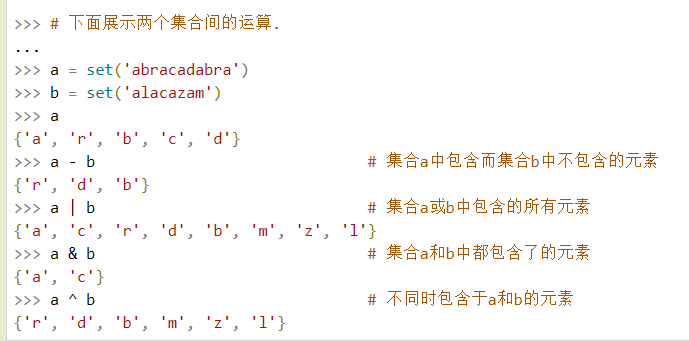 >>> # 下面展示两个集合间的运算.
...
>>> a = set('abracadabra')
>>> b = set('alacazam')
>>> a
{'a', 'r', 'b', 'c', 'd'}
>>> a - b                              # 集合a中包含而集合b中不包含的元素
{'r', 'd', 'b'}
>>> a | b                              # 集合a或b中包含的所有元素
{'a', 'c', 'r', 'd', 'b', 'm', 'z', 'l'}
>>> a & b                              # 集合a和b中都包含了的元素
{'a', 'c'}
>>> a ^ b                              # 不同时包含于a和b的元素
{'r', 'd', 'b', 'm', 'z', 'l'}